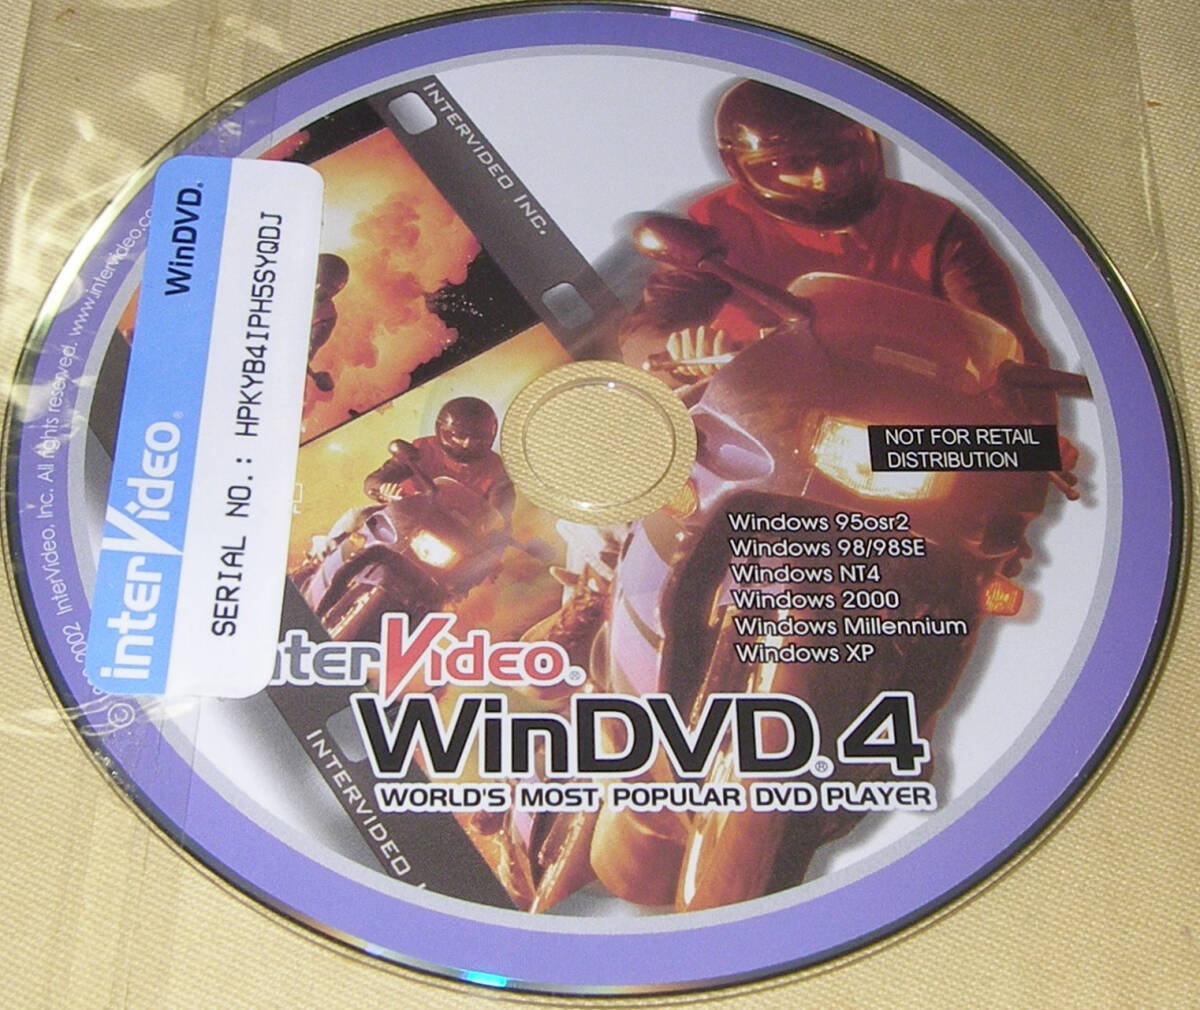 INTERVIDEO INC.
WinDVD®
interVideo®
SERIAL NO.: HPKYB4IPH5SYQDJ
2002 InterVideo, Inc. All rights reserved. www.intervideo.co
©
NOT FOR RETAIL
DISTRIBUTION
Windows 95osr2
Windows 98/98SE
Windows NT4
Windows 2000
Windows Millennium
Windows XP
nterVideo®
WinDVD®4
WORLD'S MOST POPULAR DVD PLAYER
INTERVIDEO I